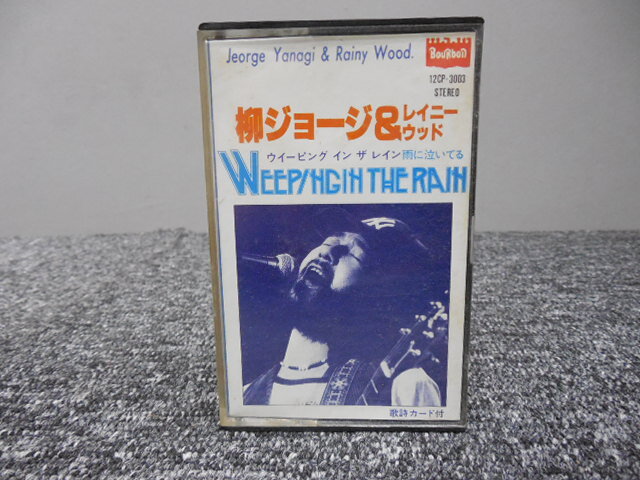 Jeorge Yanagi & Rainy Wood.
BouRbon
12CP-3003
STEREO
柳ジョージ&レイニーウッド
ウイーピング イン ザ レイン 雨に泣いてる
WEEPING IN THE RAIN
歌詩カード付